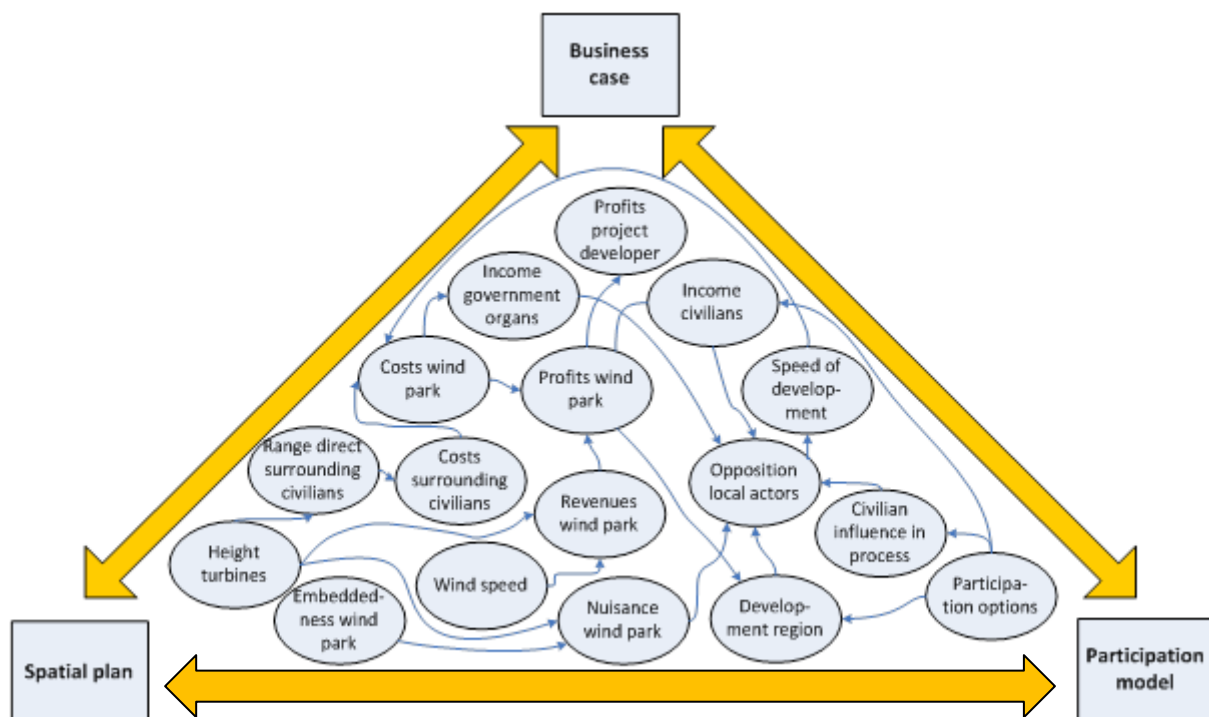 Business
case
Profits
project
developer
Income
government
organs
Income
civilians
Costs wind
park
Profits wind
park
Speed of
develop-
ment
Range direct
surrounding
civilians
Costs
surrounding
civilians
Opposition
local actors
Revenues
wind park
Civilian
influence in
process
Height
turbines
Wind speed
Embedded-
ness wind
park
Nuisance
wind park
Develop-
ment region
Participa-
tion options
Spatial plan
Participation
model